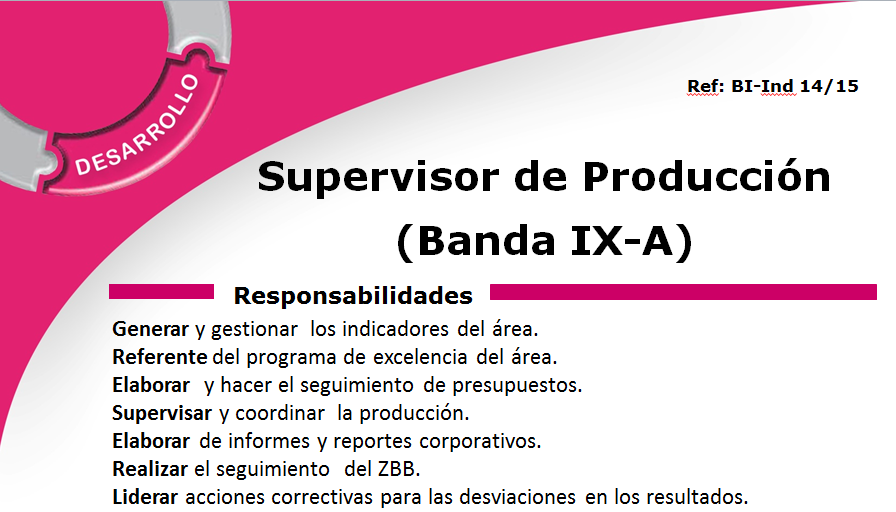 DESARROLLO
Ref: BI-Ind 14/15
Supervisor de Producción
(Banda IX-A)
Responsabilidades
Generar y gestionar los indicadores del área.
Referente del programa de excelencia del área.
Elaborar y hacer el seguimiento de presupuestos.
Supervisar y coordinar la producción.
Elaborar de informes y reportes corporativos.
Realizar el seguimiento del ZBB.
Liderar acciones correctivas para las desviaciones en los resultados.